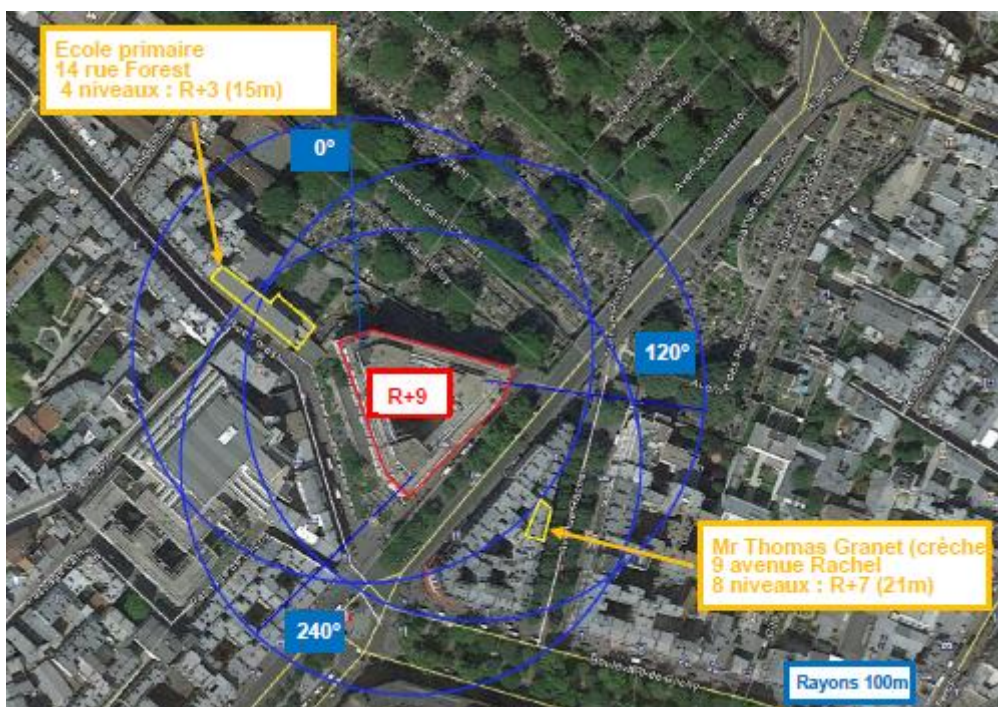 Ecole primaire
14 rue Forest
4 niveaux : R+3 (15m)
0°
120°
R+9
Mr Thomas Granet (crèche
9 avenue Rachel
8 niveaux : R+7 (21m)
240°
Rayons 100m